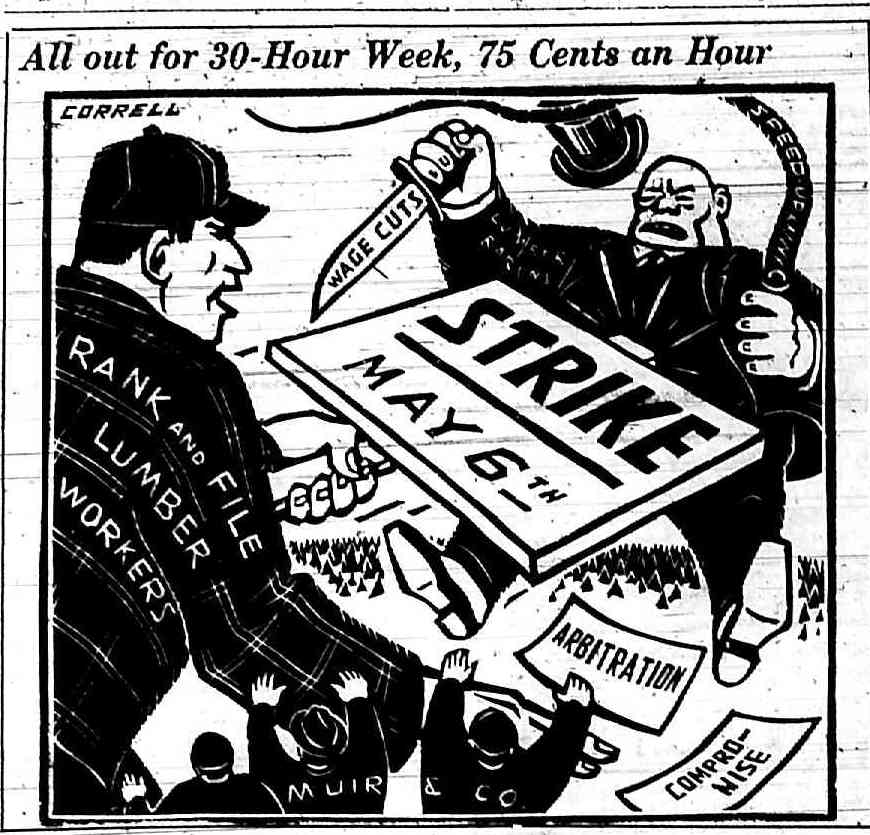 All out for 30-Hour Week, 75 Cents an Hour
CORRELL
WAGE CUTS
STRIKE
MAY 6TH
RANK AND FILE
LUMBER
WORKERS
ARBITRATION
COMPRO-
MISE
MUIR & CO